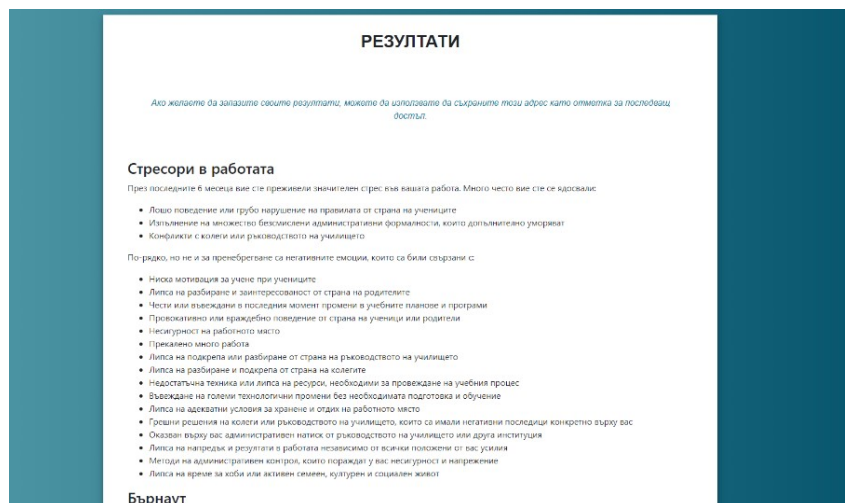 РЕЗУЛТАТИ
Ако желаете да запазите своите резултати, можете да използвате да съхраните този адрес като отметка за последващ
достъп.
Стресори в работата
През последните 6 месеца вие сте преживели значителен стрес във вашата работа. Много често вие сте се ядосвали:
• Лошо поведение или грубо нарушение на правилата от страна на учениците
• Изпълнение на множество безсмислени административни формалности, които допълнително уморяват
• Конфликти с колеги или ръководството на училището
По-рядко, но не и за пренебрегване са негативните емоции, които са били свързани с:
• Ниска мотивация за учене при учениците
• Липса на разбиране и заинтересованост от страна на родителите
• Чести или въвеждани в последния момент промени в учебните планове и програми
• Провокативно или враждебно поведение от страна на ученици или родители
• Несигурност на работното място
• Прекалено много работа
• Липса на подкрепа или разбиране от страна на ръководството на училището
• Липса на разбиране и подкрепа от страна на колегите
• Недостатъчна техника или липса на ресурси, необходими за провеждане на учебния процес
• Въвеждане на големи технологични промени без необходимата подготовка и обучение
• Липса на адекватни условия за хранене и отдих на работното място
• Грешни решения на колеги или ръководството на училището, които са имали негативни последици конкретно върху вас
• Оказван върху вас административен натиск от ръководството на училището или друга институция
• Липса на напредък и резултати в работата независимо от всички положени от вас усилия
• Методи на административен контрол, които пораждат у вас несигурност и напрежение
• Липса на време за хоби или активен семеен, културен и социален живот
Бърнаут